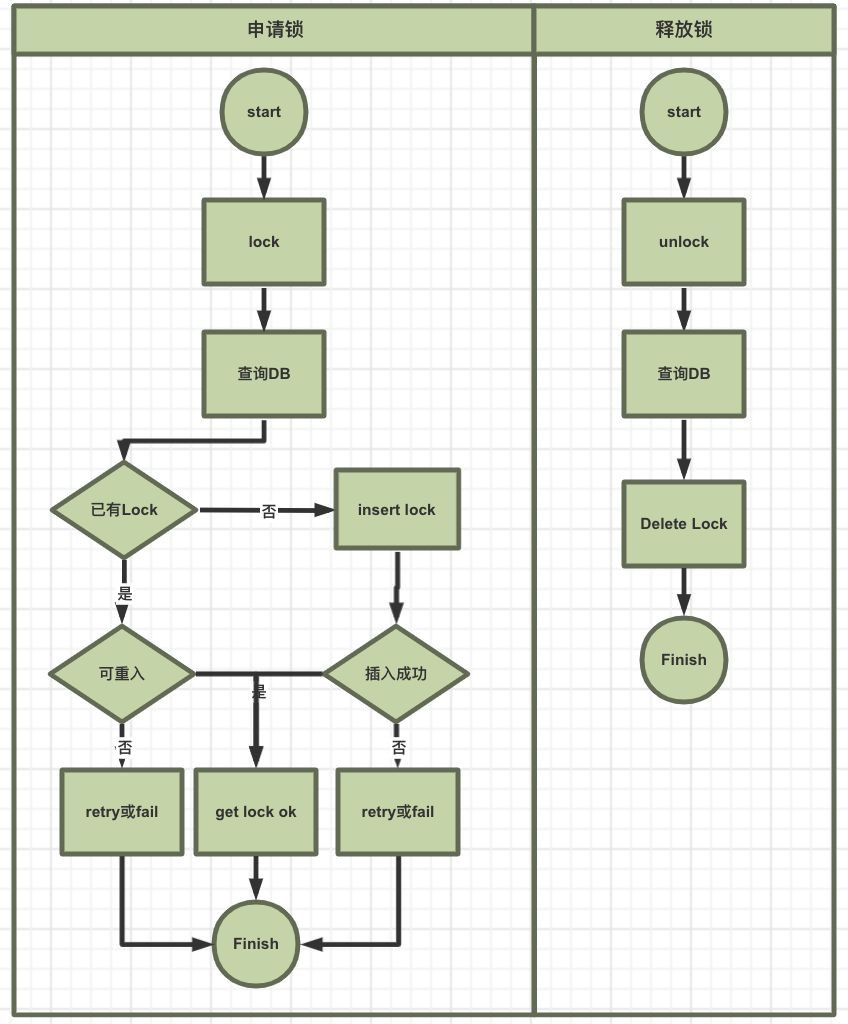 申请锁
释放锁
start
lock
查询DB
已有Lock
否
insert lock
是
可重入
是
插入成功
否
否
retry或fail
get lock ok
retry或fail
Finish
start
unlock
查询DB
Delete Lock
Finish